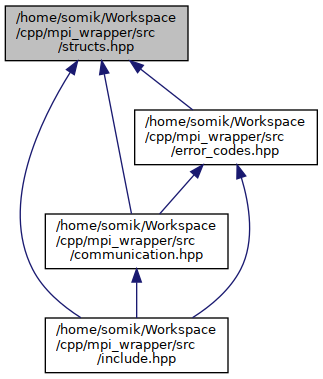 /home/somik/Workspace
/cpp/mpi_wrapper/src
/structs.hpp
/home/somik/Workspace
/cpp/mpi_wrapper/src
/error_codes.hpp
/home/somik/Workspace
/cpp/mpi_wrapper/src
/communication.hpp
/home/somik/Workspace
/cpp/mpi_wrapper/src
/include.hpp